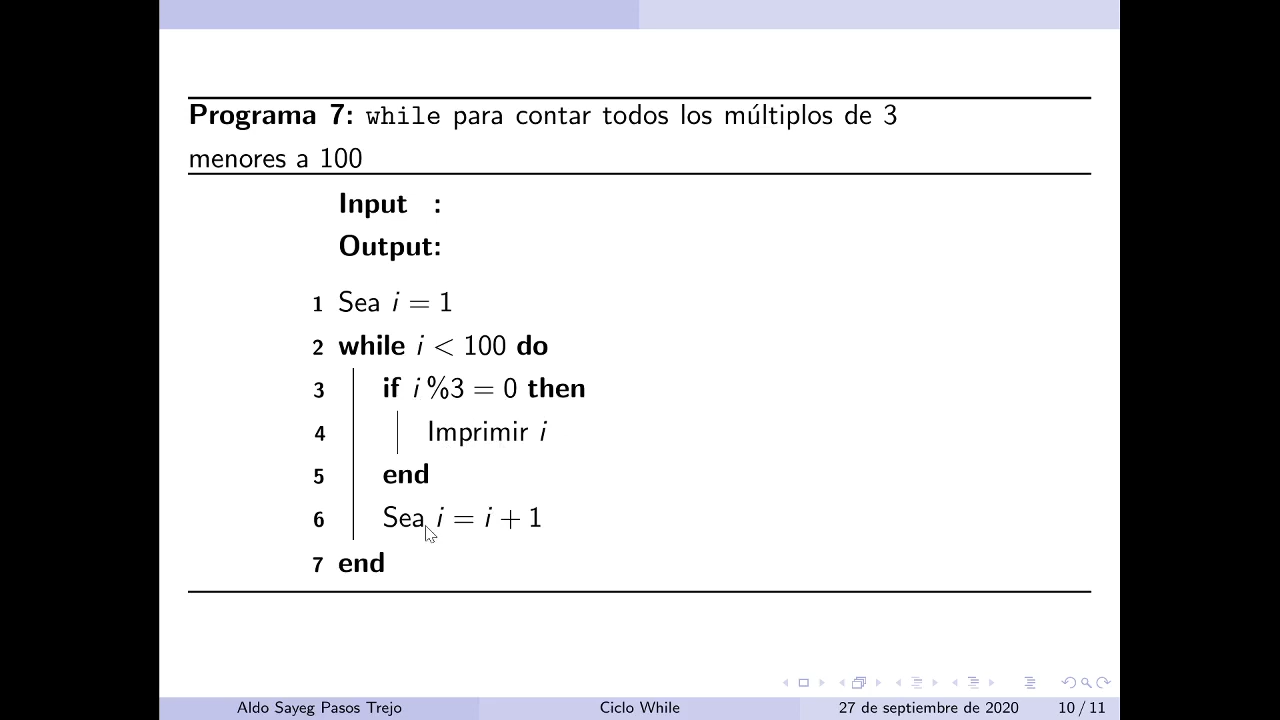 Programa 7: while para contar todos los múltiplos de 3
menores a 100
Input :
Output:
1 Sea i = 1
2 while i < 100 do
3 if i %3 = 0 then
4 Imprimir i
5 end
6 Sea i = i + 1
7 end
Aldo Sayeg Pasos Trejo Ciclo While 27 de septiembre de 2020 10 / 11